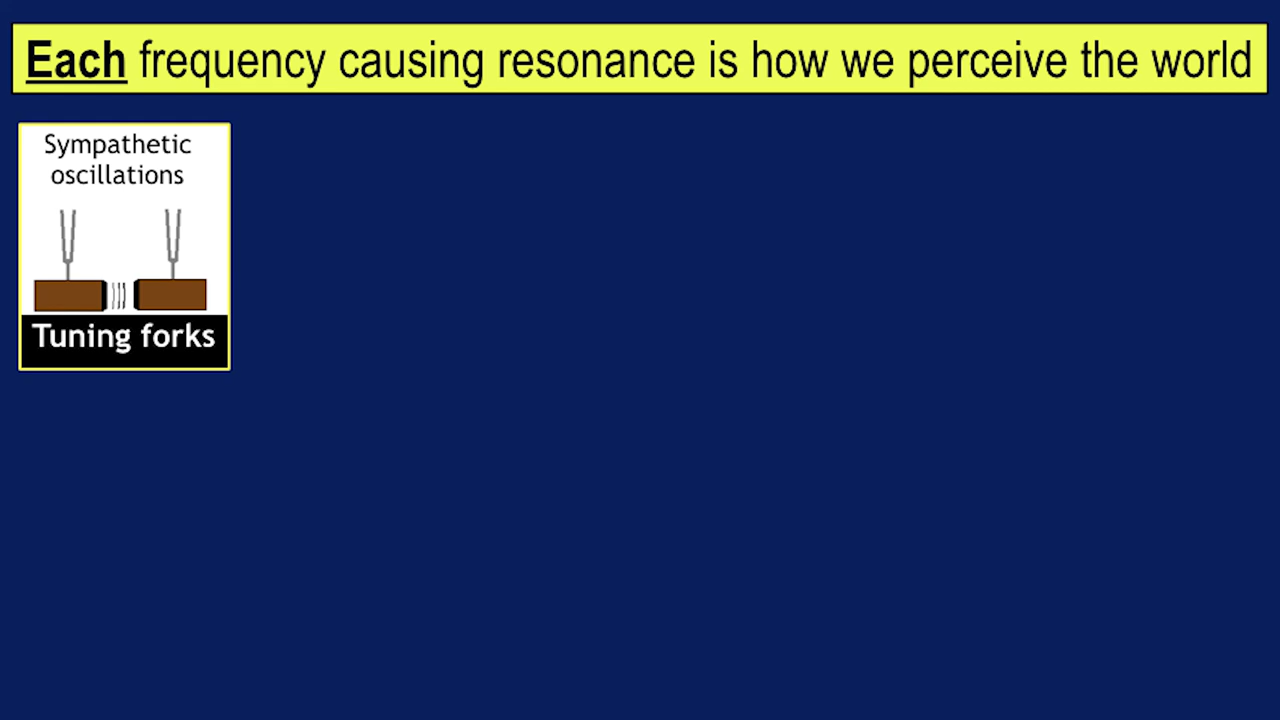 Each frequency causing resonance is how we perceive the world
Sympathetic
oscillations
Tuning forks